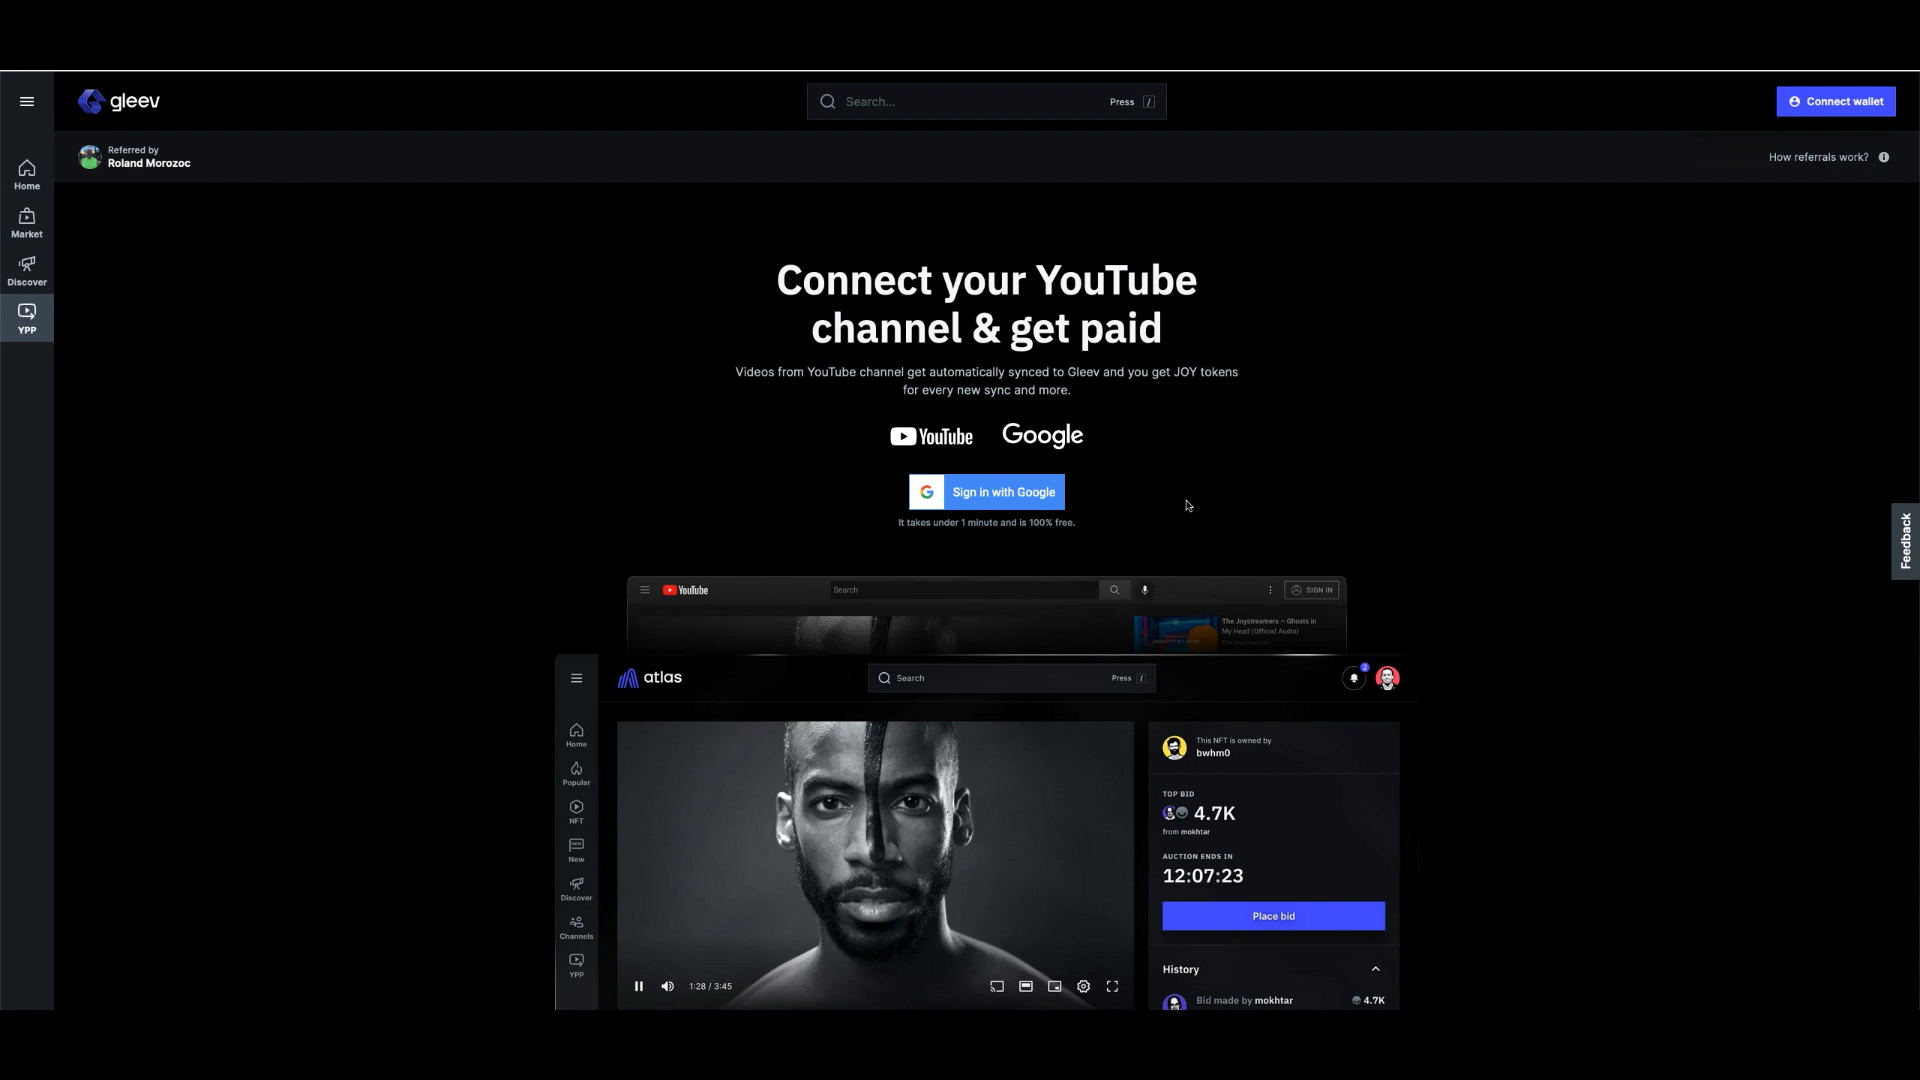 gleev
Search...
Press /
Connect wallet
Referred by
Roland Morozoc
How referrals work?
Home
Market
Discover
YPP
Connect your YouTube
channel & get paid
Videos from YouTube channel get automatically synced to Gleev and you get JOY tokens
for every new sync and more.
YouTube Google
G Sign in with Google
It takes under 1 minute and is 100% free.
Feedback
YouTube
Search
SIGN IN
The Joystreamers – Ghosts in
My Head (Official Audio)
atlas
Search
Press /
2
Home
Popular
NFT
New
Discover
Channels
YPP
1:28 / 3:45
This NFT is owned by
bwhm0
TOP BID
4.7K
from mokhtar
AUCTION ENDS IN
12:07:23
Place bid
History
Bid made by mokhtar
4.7K